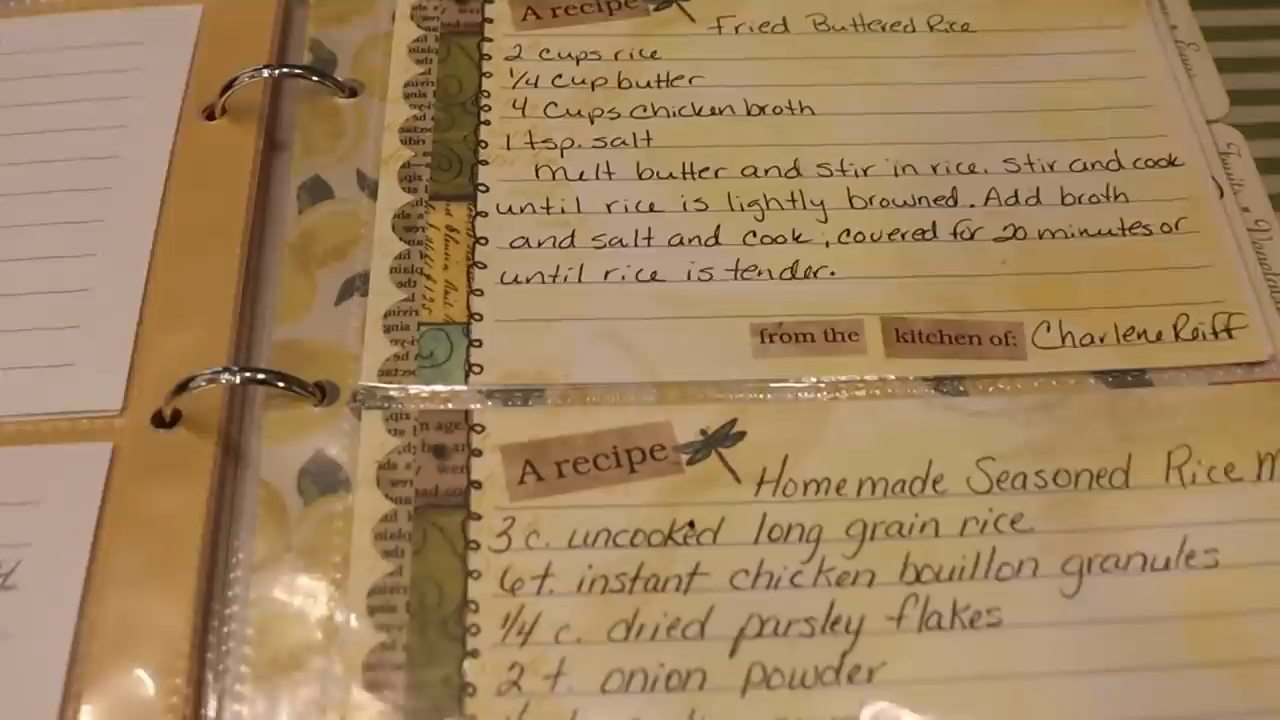 A recipe
Fried Buttered Rice
2 cups rice
1/4 cup butter
4 Cups chicken broth
1 tsp. salt
Melt butter and stir in rice. Stir and cook
until rice is lightly browned. Add broth
and salt and cook, covered for 20 minutes or
until rice is tender.
from the kitchen of: Charlene Reiff
A recipe
Homemade Seasoned Rice
3 c. uncooked long grain rice
6 t. instant chicken bouillon granules
1/4 c. dried parsley flakes
2 t. onion powder